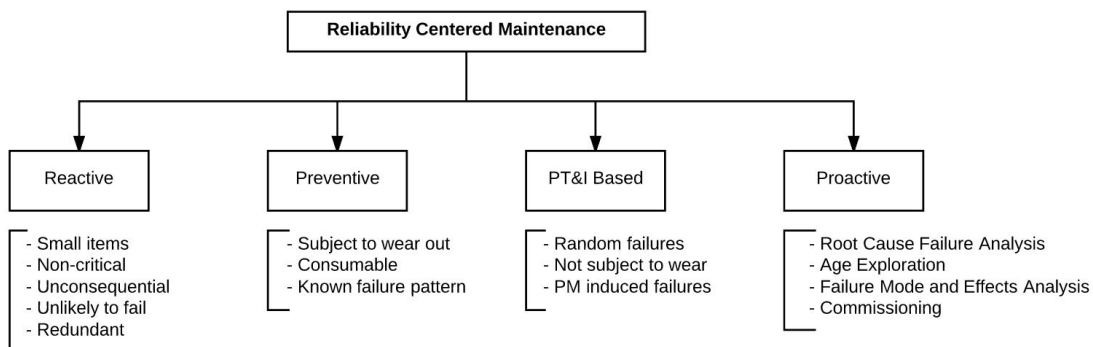 Reliability Centered Maintenance
Reactive
Preventive
PT&I Based
Proactive
- Small items
- Non-critical
- Unconsequential
- Unlikely to fail
- Redundant
- Subject to wear out
- Consumable
- Known failure pattern
- Random failures
- Not subject to wear
- PM induced failures
- Root Cause Failure Analysis
- Age Exploration
- Failure Mode and Effects Analysis
- Commissioning